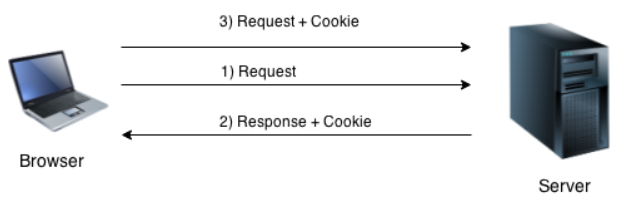 3) Request + Cookie
1) Request
2) Response + Cookie
Browser
Server